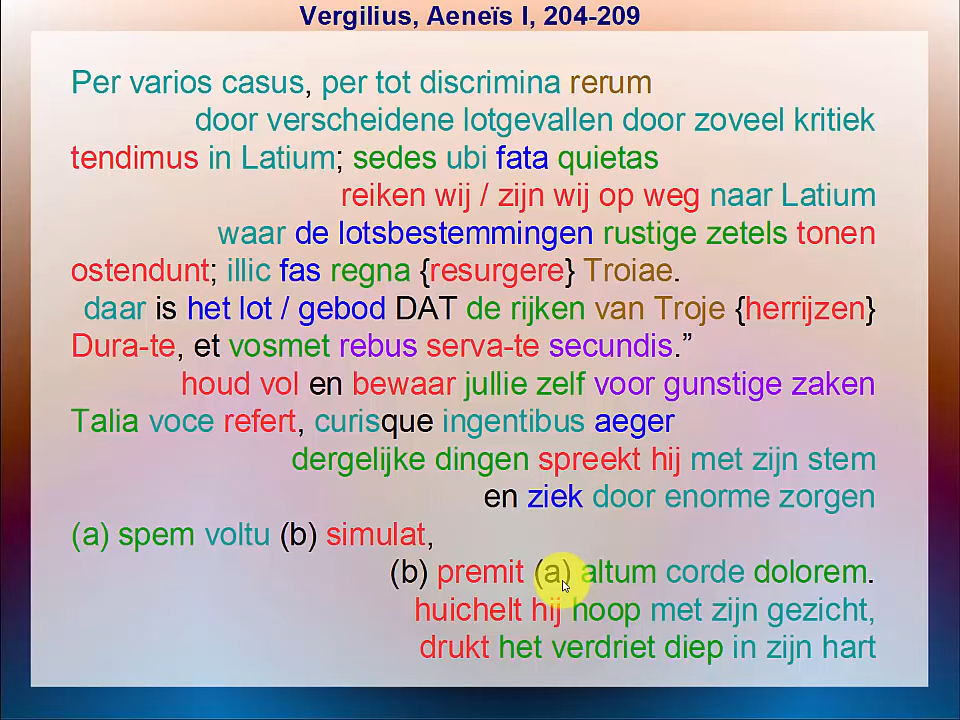 Vergilius, Aeneïs I, 204-209
Per varios casus, per tot discrimina rerum
door verscheidene lotgevallen door zoveel kritiek
tendimus in Latium; sedes ubi fata quietas
reiken wij / zijn wij op weg naar Latium
waar de lotsbestemmingen rustige zetels tonen
ostendunt; illic fas regna {resurgere} Troiae.
daar is het lot / gebod DAT de rijken van Troje {herrijzen}
Dura-te, et vosmet rebus serva-te secundis.”
houd vol en bewaar jullie zelf voor gunstige zaken
Talia voce refert, curisque ingentibus aeger
dergelijke dingen spreekt hij met zijn stem
en ziek door enorme zorgen
(a) spem voltu (b) simulat,
(b) premit (a) altum corde dolorem.
huichelt hij hoop met zijn gezicht,
drukt het verdriet diep in zijn hart